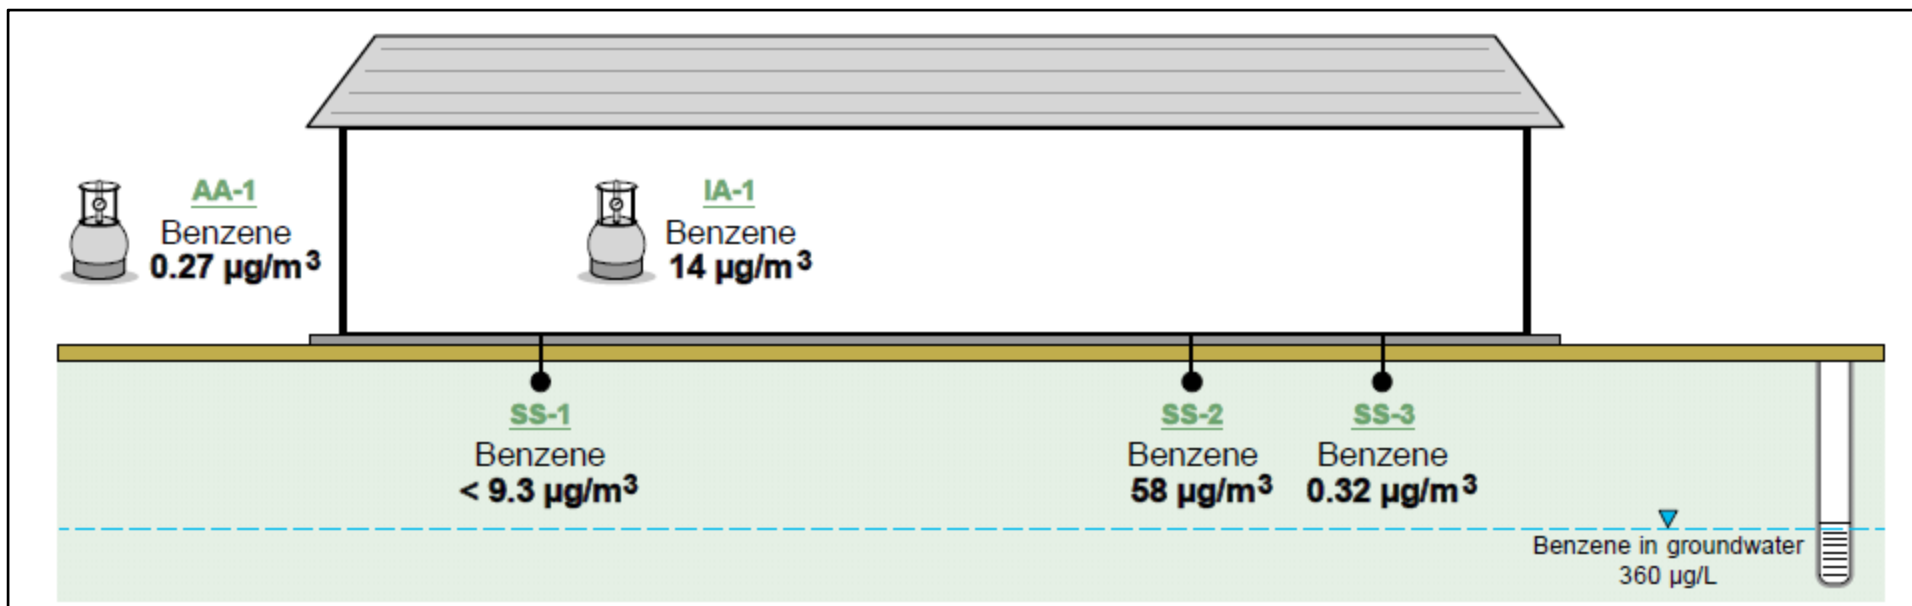 AA-1
Benzene
0.27 µg/m³
IA-1
Benzene
14 µg/m³
SS-1
Benzene
< 9.3 µg/m³
SS-2
Benzene
58 µg/m³
SS-3
Benzene
0.32 µg/m³
Benzene in groundwater
360 µg/L